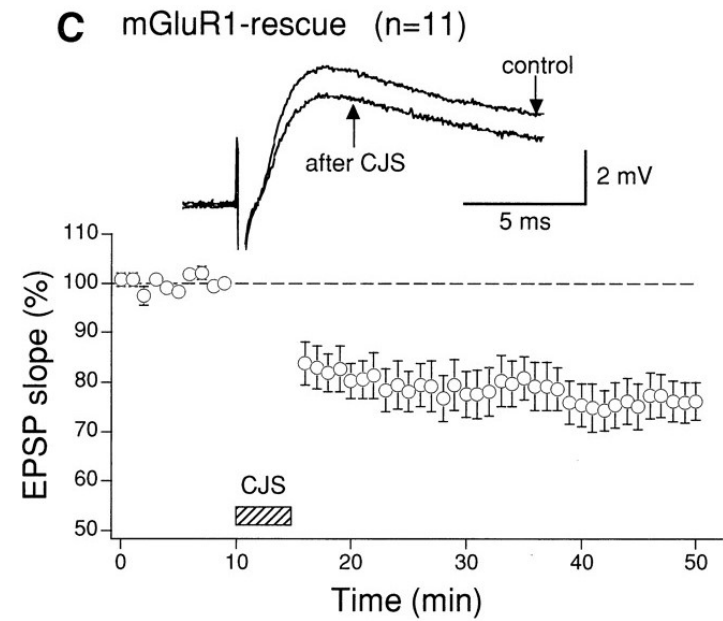 C mGluR1-rescue (n=11)
control
after CJS
2 mV
5 ms
110
100
90
80
70
60
50
EPSP slope (%)
CJS
0 10 20 30 40 50
Time (min)